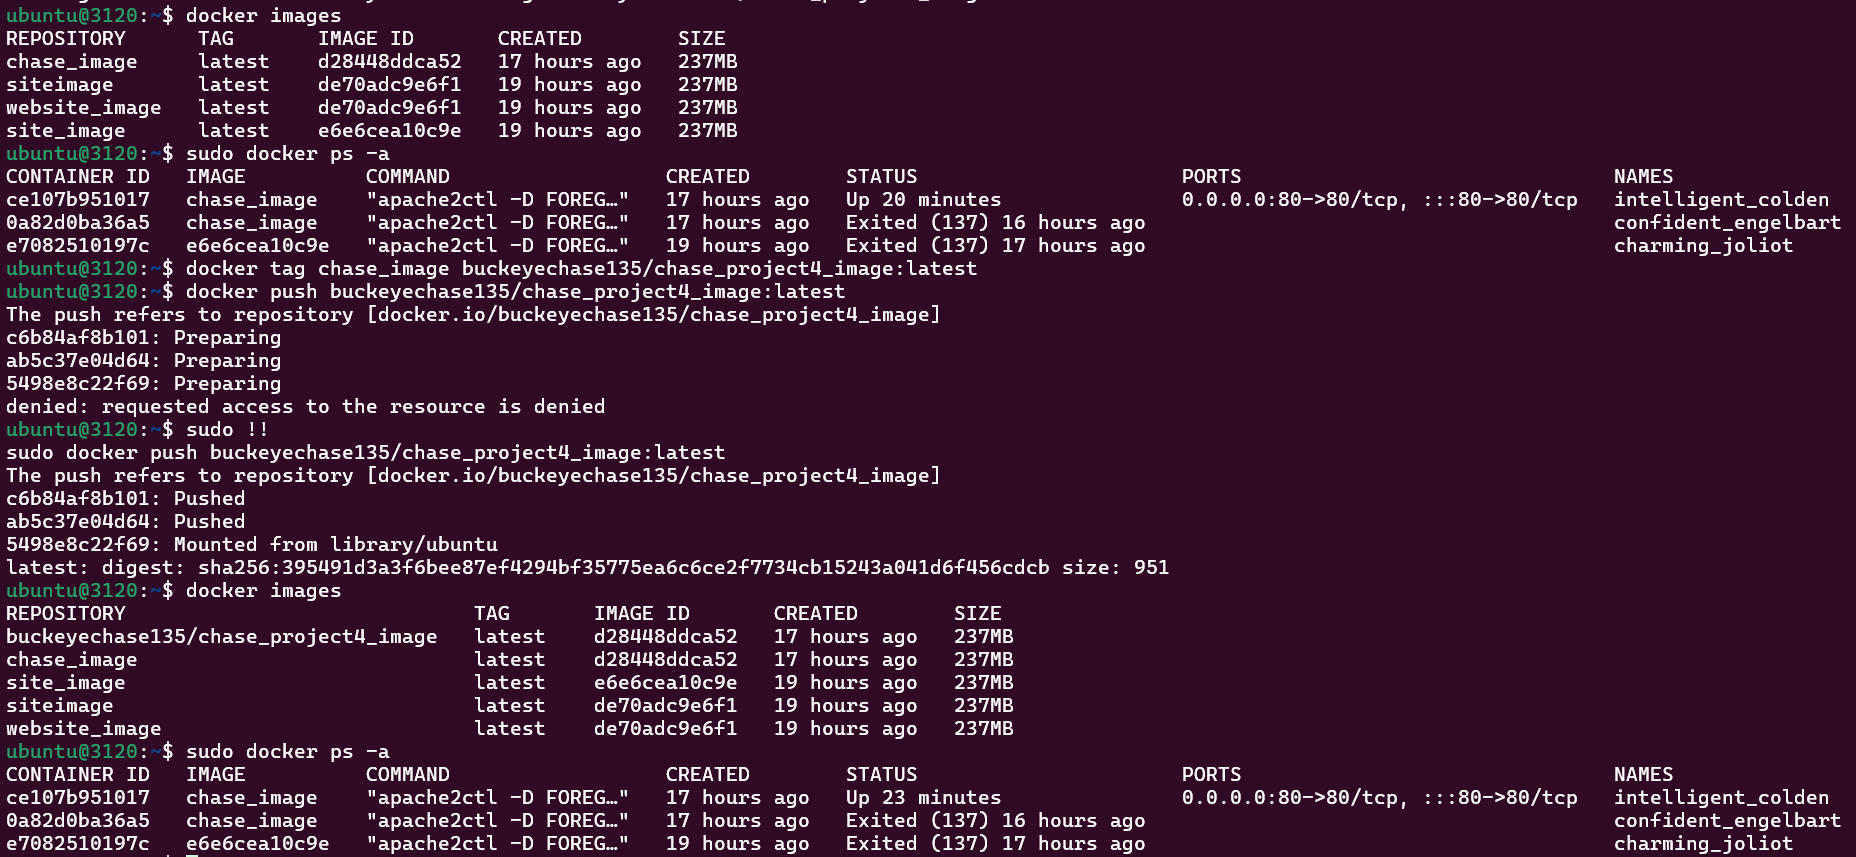 ubuntu@3120:~$ docker images
REPOSITORY      TAG       IMAGE ID       CREATED        SIZE
chase_image     latest    d28448ddca52   17 hours ago   237MB
siteimage       latest    de70adc9e6f1   19 hours ago   237MB
website_image   latest    de70adc9e6f1   19 hours ago   237MB
site_image      latest    e6e6cea10c9e   19 hours ago   237MB
ubuntu@3120:~$ sudo docker ps -a
CONTAINER ID   IMAGE          COMMAND                  CREATED        STATUS                      PORTS                               NAMES
ce107b951017   chase_image    "apache2ctl -D FOREG…"   17 hours ago   Up 20 minutes               0.0.0.0:80->80/tcp, :::80->80/tcp   intelligent_colden
0a82d0ba36a5   chase_image    "apache2ctl -D FOREG…"   17 hours ago   Exited (137) 16 hours ago                                       confident_engelbart
e7082510197c   e6e6cea10c9e   "apache2ctl -D FOREG…"   19 hours ago   Exited (137) 17 hours ago                                       charming_joliot
ubuntu@3120:~$ docker tag chase_image buckeyechase135/chase_project4_image:latest
ubuntu@3120:~$ docker push buckeyechase135/chase_project4_image:latest
The push refers to repository [docker.io/buckeyechase135/chase_project4_image]
c6b84af8b101: Preparing
ab5c37e04d64: Preparing
5498e8c22f69: Preparing
denied: requested access to the resource is denied
ubuntu@3120:~$ sudo !!
sudo docker push buckeyechase135/chase_project4_image:latest
The push refers to repository [docker.io/buckeyechase135/chase_project4_image]
c6b84af8b101: Pushed
ab5c37e04d64: Pushed
5498e8c22f69: Mounted from library/ubuntu
latest: digest: sha256:395491d3a3f6bee87ef4294bf35775ea6c6ce2f7734cb15243a041d6f456cdcb size: 951
ubuntu@3120:~$ docker images
REPOSITORY                             TAG       IMAGE ID       CREATED        SIZE
buckeyechase135/chase_project4_image   latest    d28448ddca52   17 hours ago   237MB
chase_image                            latest    d28448ddca52   17 hours ago   237MB
site_image                             latest    e6e6cea10c9e   19 hours ago   237MB
siteimage                              latest    de70adc9e6f1   19 hours ago   237MB
website_image                          latest    de70adc9e6f1   19 hours ago   237MB
ubuntu@3120:~$ sudo docker ps -a
CONTAINER ID   IMAGE          COMMAND                  CREATED        STATUS                      PORTS                               NAMES
ce107b951017   chase_image    "apache2ctl -D FOREG…"   17 hours ago   Up 23 minutes               0.0.0.0:80->80/tcp, :::80->80/tcp   intelligent_colden
0a82d0ba36a5   chase_image    "apache2ctl -D FOREG…"   17 hours ago   Exited (137) 16 hours ago                                       confident_engelbart
e7082510197c   e6e6cea10c9e   "apache2ctl -D FOREG…"   19 hours ago   Exited (137) 17 hours ago                                       charming_joliot